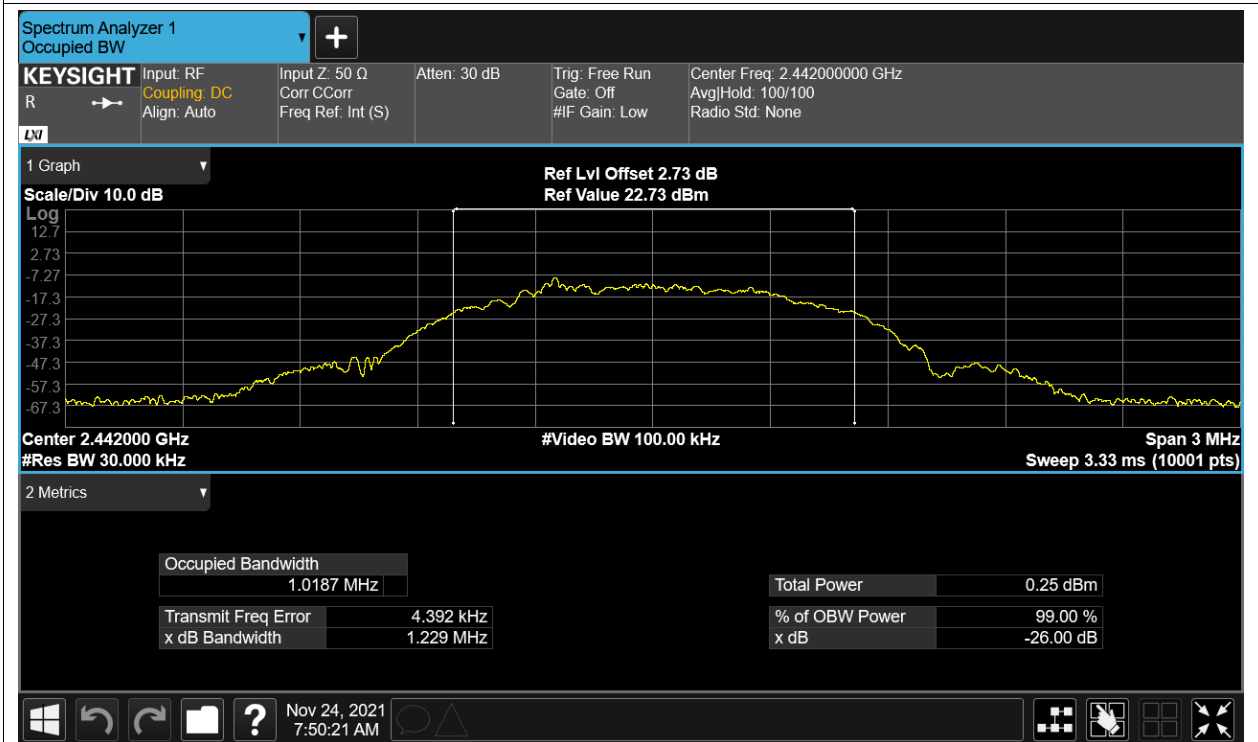 Spectrum Analyzer 1
Occupied BW
▼
+
KEYSIGHT Input: RF Input Z: 50 Ω Atten: 30 dB Trig: Free Run Center Freq: 2.442000000 GHz
R Coupling: DC Corr CCorr Gate: Off Avg|Hold: 100/100
Align: Auto Freq Ref: Int (S) #IF Gain: Low Radio Std: None
LXI
1 Graph ▼ Ref Lvl Offset 2.73 dB
Scale/Div 10.0 dB Ref Value 22.73 dBm
Log
12.7
2.73
-7.27
-17.3
-27.3
-37.3
-47.3
-57.3
-67.3
Center 2.442000 GHz #Video BW 100.00 kHz Span 3 MHz
#Res BW 30.000 kHz Sweep 3.33 ms (10001 pts)
2 Metrics ▼
Occupied Bandwidth
1.0187 MHz Total Power 0.25 dBm
Transmit Freq Error 4.392 kHz % of OBW Power 99.00 %
x dB Bandwidth 1.229 MHz x dB -26.00 dB
? Nov 24, 2021
7:50:21 AM